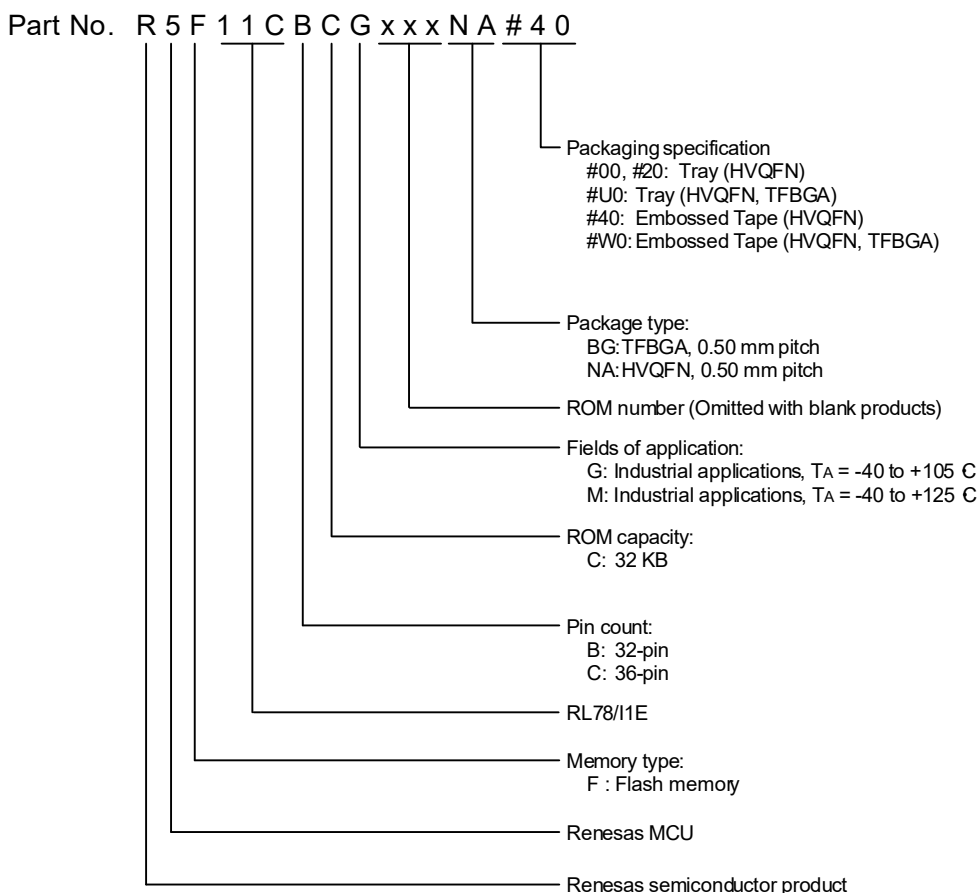 Part No. R 5 F 1 1 C B C G x x x N A # 4 0
Packaging specification
#00, #20: Tray (HVQFN)
#U0: Tray (HVQFN, TFBGA)
#40: Embossed Tape (HVQFN)
#W0: Embossed Tape (HVQFN, TFBGA)
Package type:
BG: TFBGA, 0.50 mm pitch
NA: HVQFN, 0.50 mm pitch
ROM number (Omitted with blank products)
Fields of application:
G: Industrial applications, TA = -40 to +105 °C
M: Industrial applications, TA = -40 to +125 °C
ROM capacity:
C: 32 KB
Pin count:
B: 32-pin
C: 36-pin
RL78/I1E
Memory type:
F : Flash memory
Renesas MCU
Renesas semiconductor product